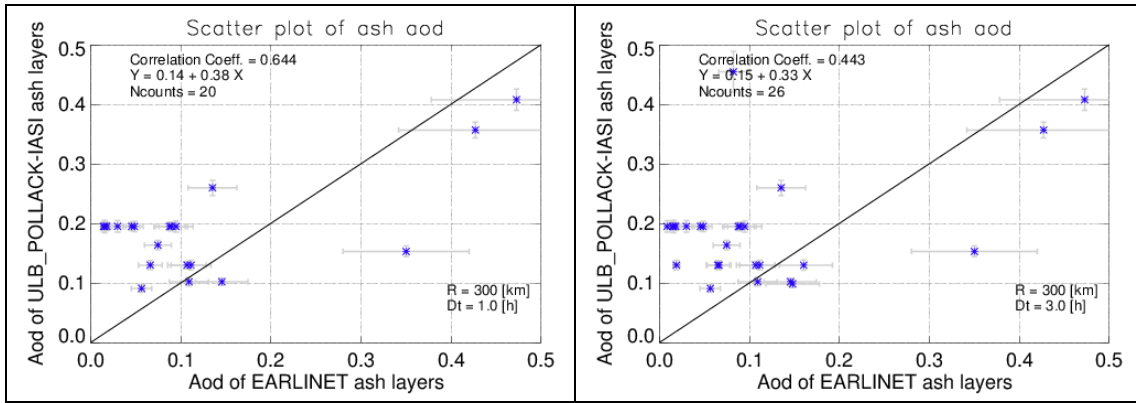 Scatter plot of ash aod
Aod of ULB_POLLACK-IASI ash layers
0.5
0.4
0.3
0.2
0.1
0.0
Correlation Coeff. = 0.644
Y = 0.14 + 0.38 X
Ncounts = 20
R = 300 [km]
Dt = 1.0 [h]
0.0 0.1 0.2 0.3 0.4 0.5
Aod of EARLINET ash layers
Scatter plot of ash aod
Aod of ULB_POLLACK-IASI ash layers
0.5
0.4
0.3
0.2
0.1
0.0
Correlation Coeff. = 0.443
Y = 0.15 + 0.33 X
Ncounts = 26
R = 300 [km]
Dt = 3.0 [h]
0.0 0.1 0.2 0.3 0.4 0.5
Aod of EARLINET ash layers